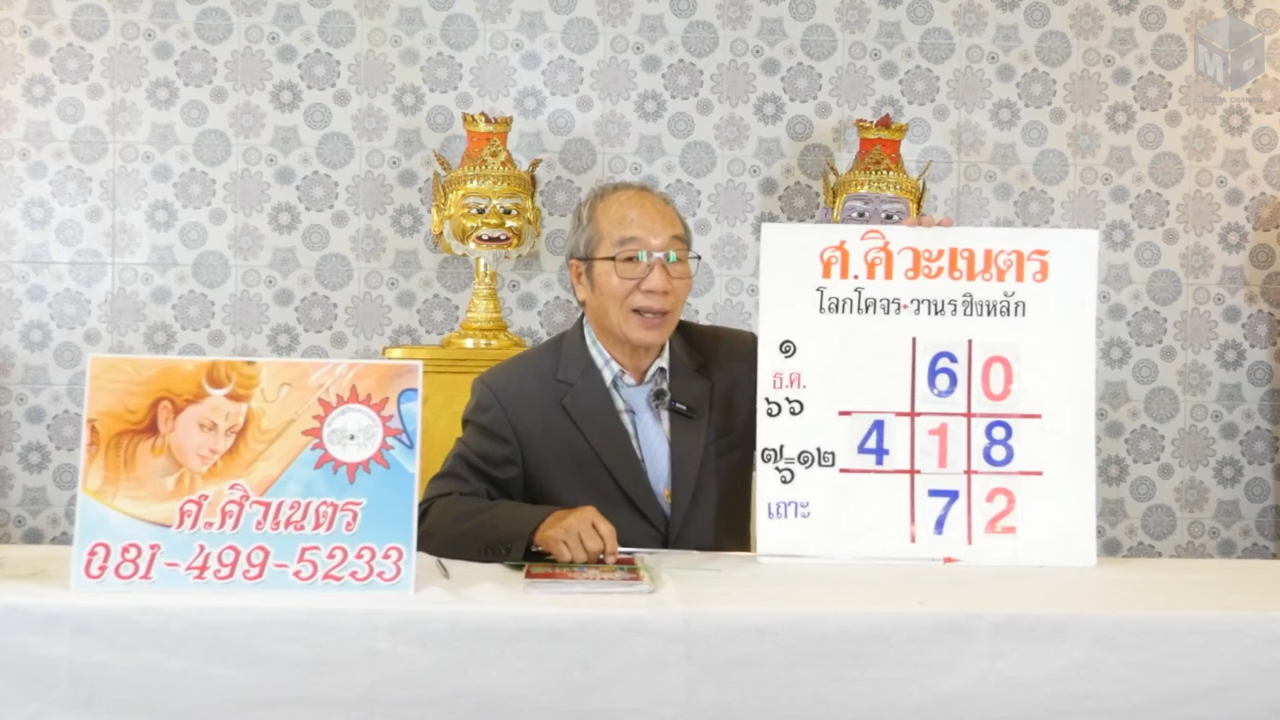 M
ศ.ศิวะเนตร
โลกโคจร+วานรชิงหลัก
๑
ธ.ค.
๖๖
๗=๑๒
๖
เถาะ
6 0
4 1 8
7 2
ศ.ศิวเนตร
081-499-5233